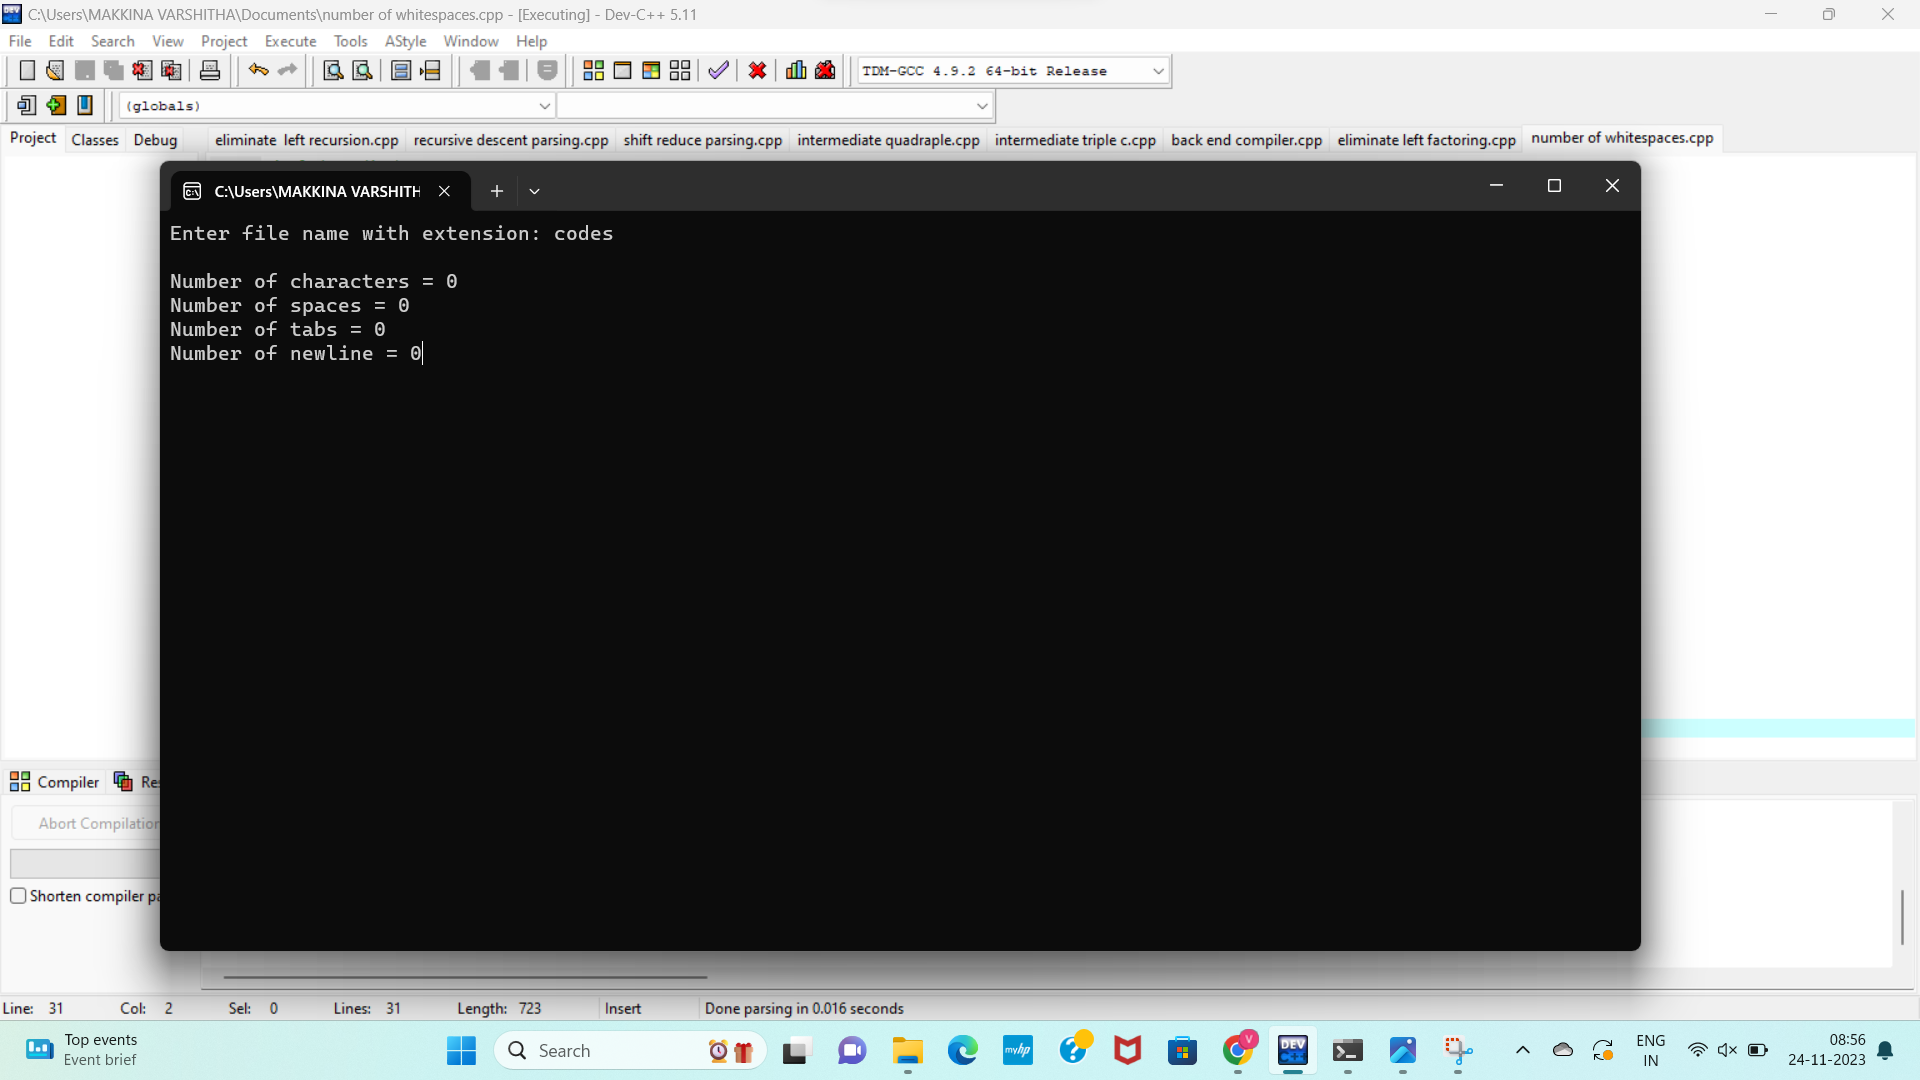 C:\Users\MAKKINA VARSHITHA\Documents\number of whitespaces.cpp - [Executing] - Dev-C++ 5.11
File Edit Search View Project Execute Tools AStyle Window Help
TDM-GCC 4.9.2 64-bit Release
(globals)
Project Classes Debug eliminate left recursion.cpp recursive descent parsing.cpp shift reduce parsing.cpp intermediate quadraple.cpp intermediate triple c.cpp back end compiler.cpp eliminate left factoring.cpp number of whitespaces.cpp
C:\Users\MAKKINA VARSHITH
Enter file name with extension: codes
Number of characters = 0
Number of spaces = 0
Number of tabs = 0
Number of newline = 0
Compiler Res
Abort Compilation
Shorten compiler pa
Line: 31 Col: 2 Sel: 0 Lines: 31 Length: 723 Insert Done parsing in 0.016 seconds
Top events
Event brief
Search
myhp
V
DEV
C++
ENG
IN
08:56
24-11-2023